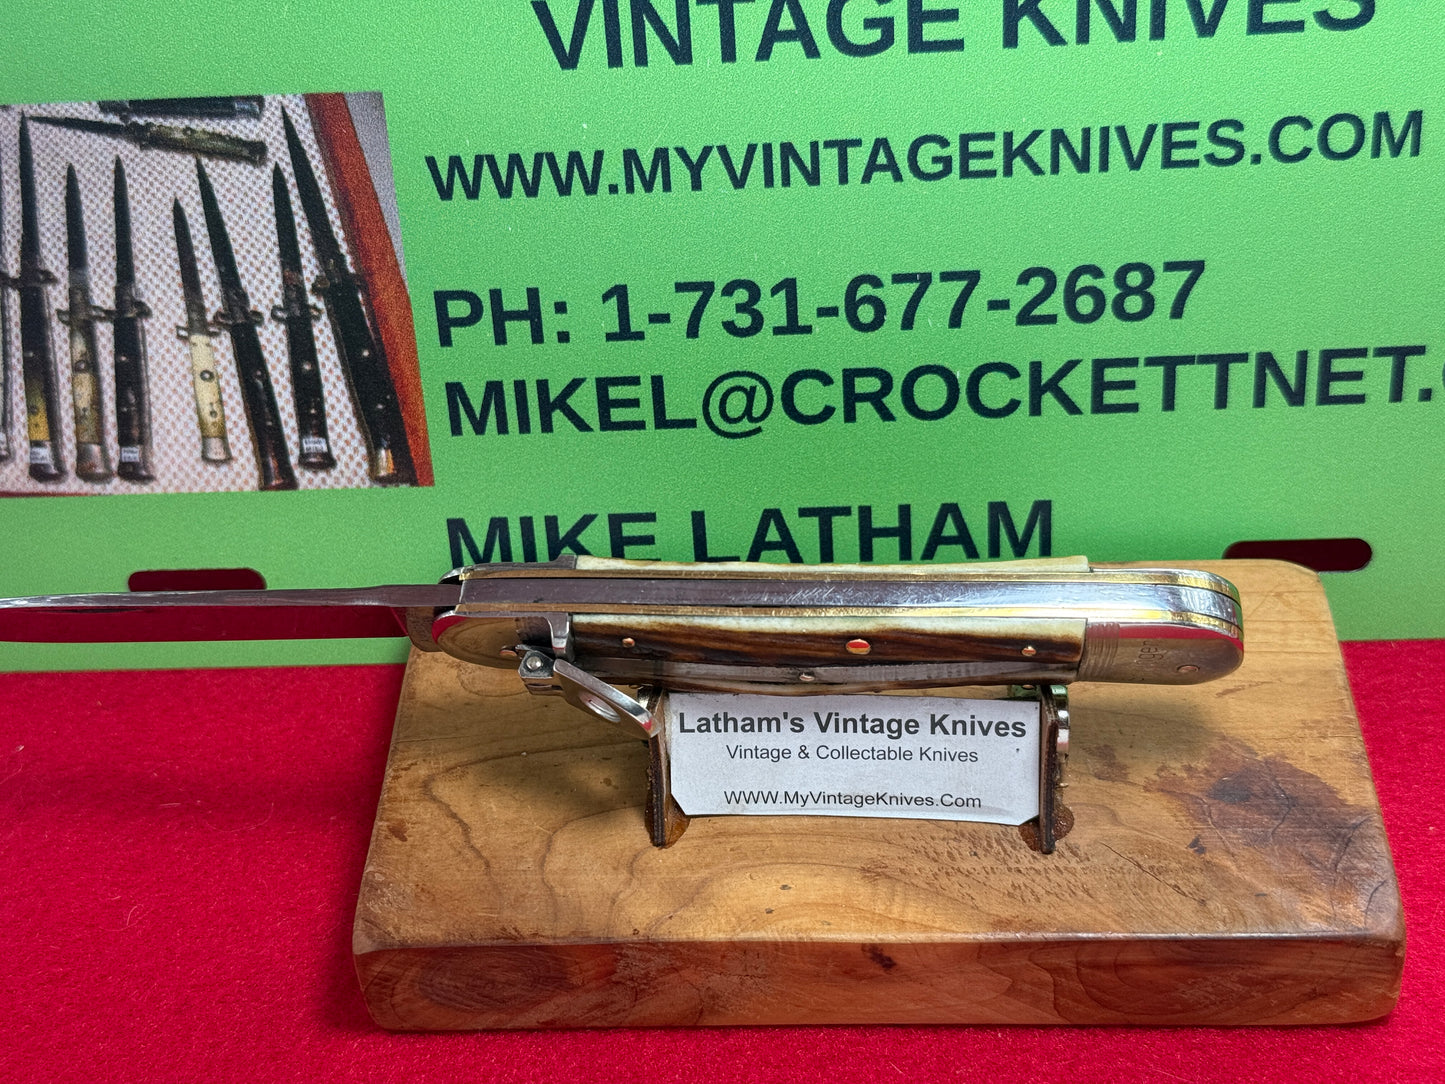 VINTAGE KNIVES
WWW.MYVINTAGEKNIVES.COM
PH: 1-731-677-2687
MIKEL@CROCKETTNET.
MIKE LATHAM
Latham's Vintage Knives
Vintage & Collectable Knives
WWW.MyVintageKnives.Com